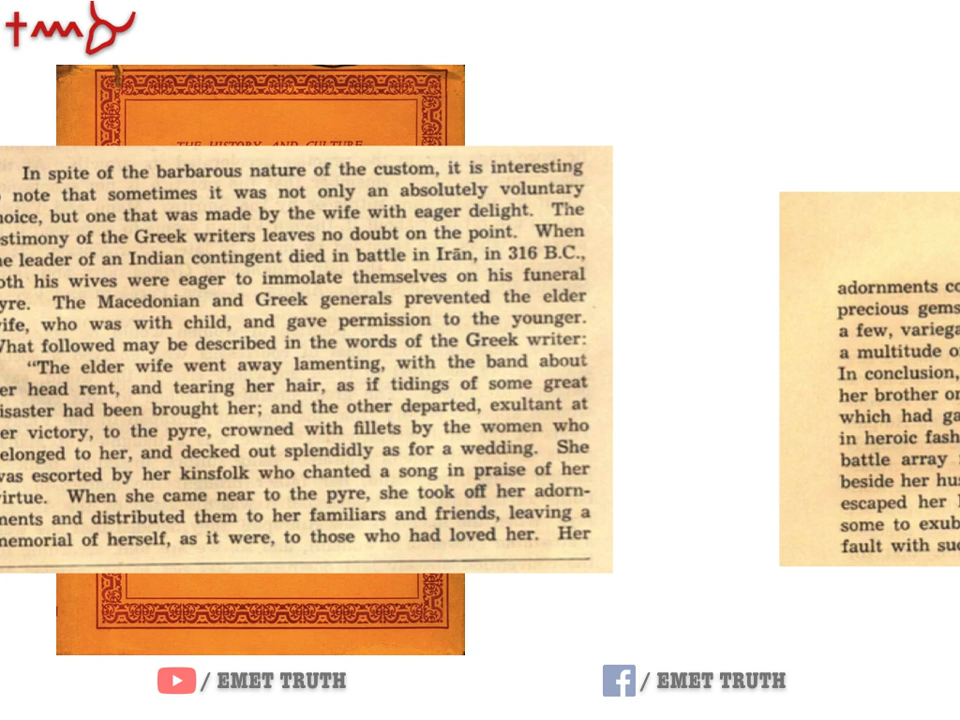 THE HISTORY AND CULTURE
In spite of the barbarous nature of the custom, it is interesting
note that sometimes it was not only an absolutely voluntary
hoice, but one that was made by the wife with eager delight. The
stimony of the Greek writers leaves no doubt on the point. When
he leader of an Indian contingent died in battle in Irān, in 316 B.C.,
oth his wives were eager to immolate themselves on his funeral
yre. The Macedonian and Greek generals prevented the elder
wife, who was with child, and gave permission to the younger.
What followed may be described in the words of the Greek writer:
"The elder wife went away lamenting, with the band about
er head rent, and tearing her hair, as if tidings of some great
isaster had been brought her; and the other departed, exultant at
er victory, to the pyre, crowned with fillets by the women who
elonged to her, and decked out splendidly as for a wedding. She
was escorted by her kinsfolk who chanted a song in praise of her
virtue. When she came near to the pyre, she took off her adorn-
ments and distributed them to her familiars and friends, leaving a
memorial of herself, as it were, to those who had loved her. Her
adornments co
precious gems
a few, variega
a multitude o
In conclusion,
her brother or
which had ga
in heroic fash
battle array
beside her hus
escaped her
some to exub
fault with suc
/ EMET TRUTH
/ EMET TRUTH